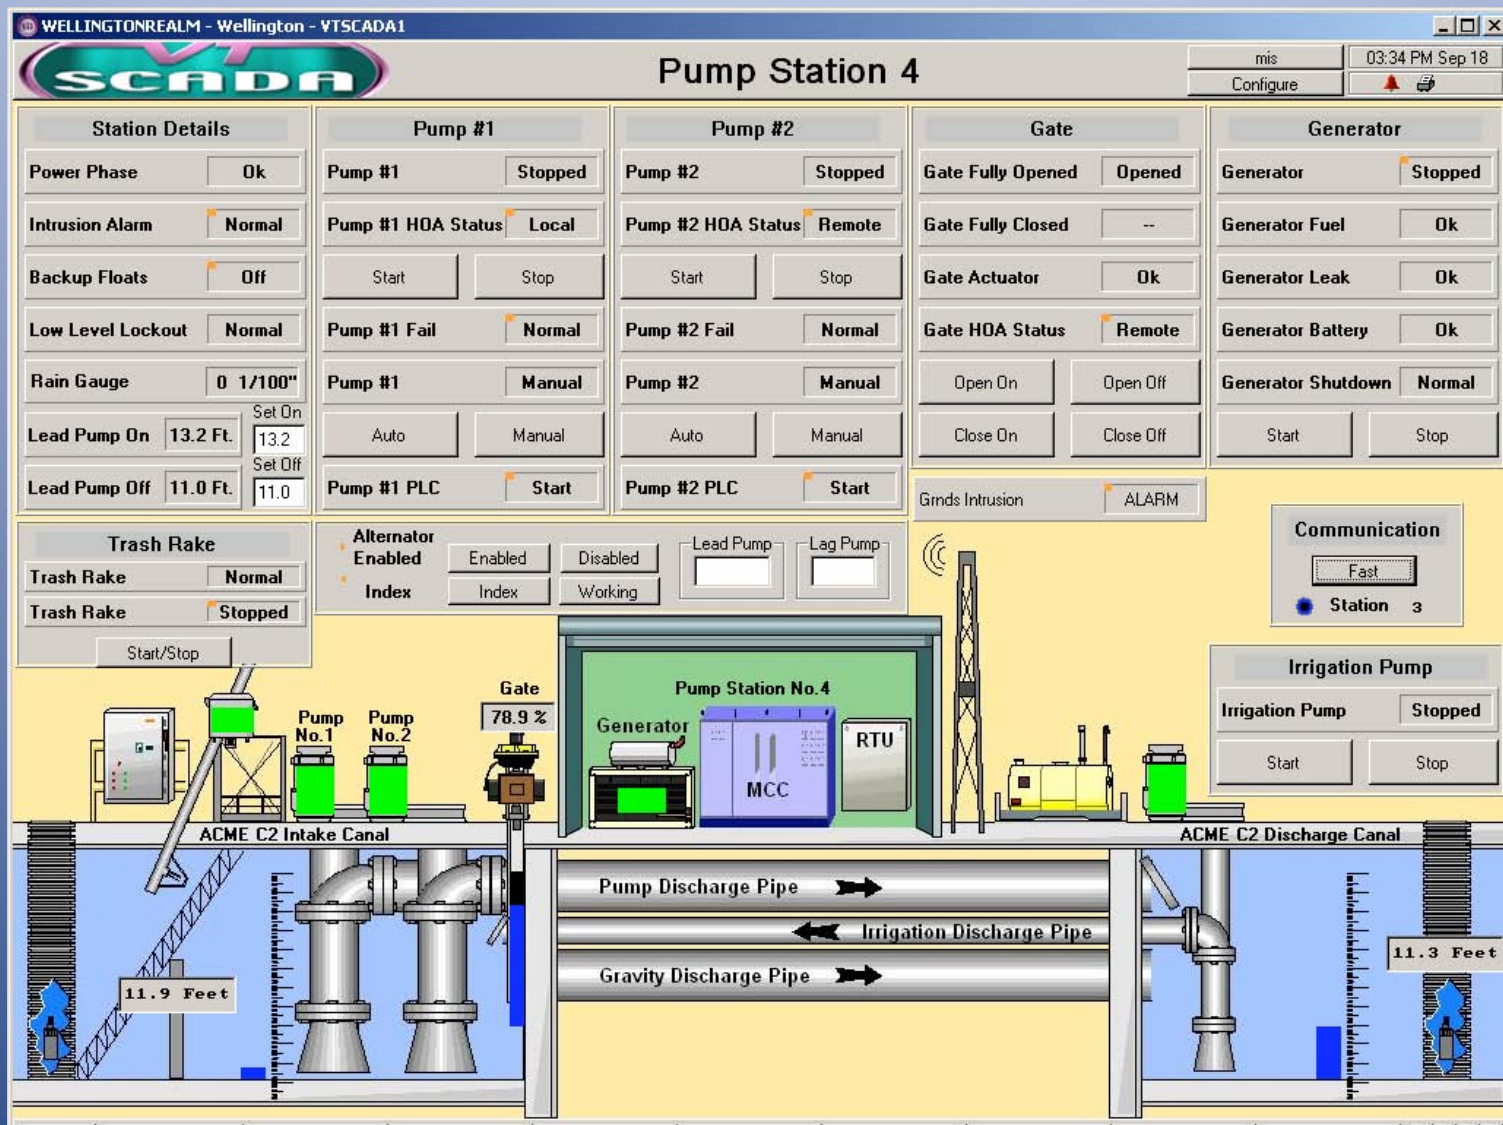 WELLINGTONREALM - Wellington - VTSCADA1
VT
SCADA
Pump Station 4
mis
03:34 PM Sep 18
Configure
Station Details
Power Phase Ok
Intrusion Alarm Normal
Backup Floats Off
Low Level Lockout Normal
Rain Gauge 0 1/100"
Set On
Lead Pump On 13.2 Ft. 13.2
Set Off
Lead Pump Off 11.0 Ft. 11.0
Pump #1
Pump #1 Stopped
Pump #1 HOA Status Local
Start Stop
Pump #1 Fail Normal
Pump #1 Manual
Auto Manual
Pump #1 PLC Start
Pump #2
Pump #2 Stopped
Pump #2 HOA Status Remote
Start Stop
Pump #2 Fail Normal
Pump #2 Manual
Auto Manual
Pump #2 PLC Start
Gate
Gate Fully Opened Opened
Gate Fully Closed --
Gate Actuator Ok
Gate HOA Status Remote
Open On Open Off
Close On Close Off
Grnds Intrusion ALARM
Generator
Generator Stopped
Generator Fuel Ok
Generator Leak Ok
Generator Battery Ok
Generator Shutdown Normal
Start Stop
Trash Rake
Trash Rake Normal
Trash Rake Stopped
Start/Stop
Alternator
Enabled Enabled Disabled
Index Index Working
Lead Pump Lag Pump
Communication
Fast
Station 3
Irrigation Pump
Irrigation Pump Stopped
Start Stop
Pump
No.1
Pump
No.2
Gate
78.9 %
Pump Station No.4
Generator
MCC
RTU
ACME C2 Intake Canal
ACME C2 Discharge Canal
Pump Discharge Pipe
Irrigation Discharge Pipe
Gravity Discharge Pipe
11.9 Feet
11.3 Feet